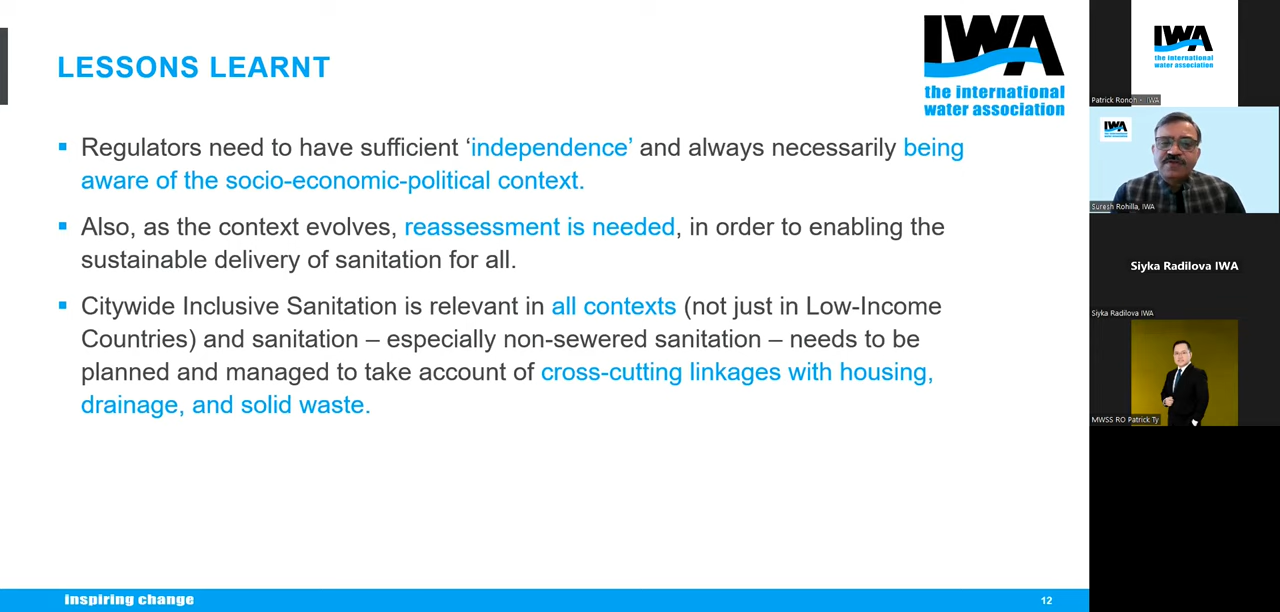 LESSONS LEARNT
IWA
the international
water association
▪ Regulators need to have sufficient ‘independence’ and always necessarily being
aware of the socio-economic-political context.
▪ Also, as the context evolves, reassessment is needed, in order to enabling the
sustainable delivery of sanitation for all.
▪ Citywide Inclusive Sanitation is relevant in all contexts (not just in Low-Income
Countries) and sanitation – especially non-sewered sanitation – needs to be
planned and managed to take account of cross-cutting linkages with housing,
drainage, and solid waste.
inspiring change
12
IWA
the international
water association
Patrick Ronoh - IWA
IWA
Suresh Rohilla, IWA
Siyka Radilova IWA
Siyka Radilova IWA
MWSS RO Patrick Ty